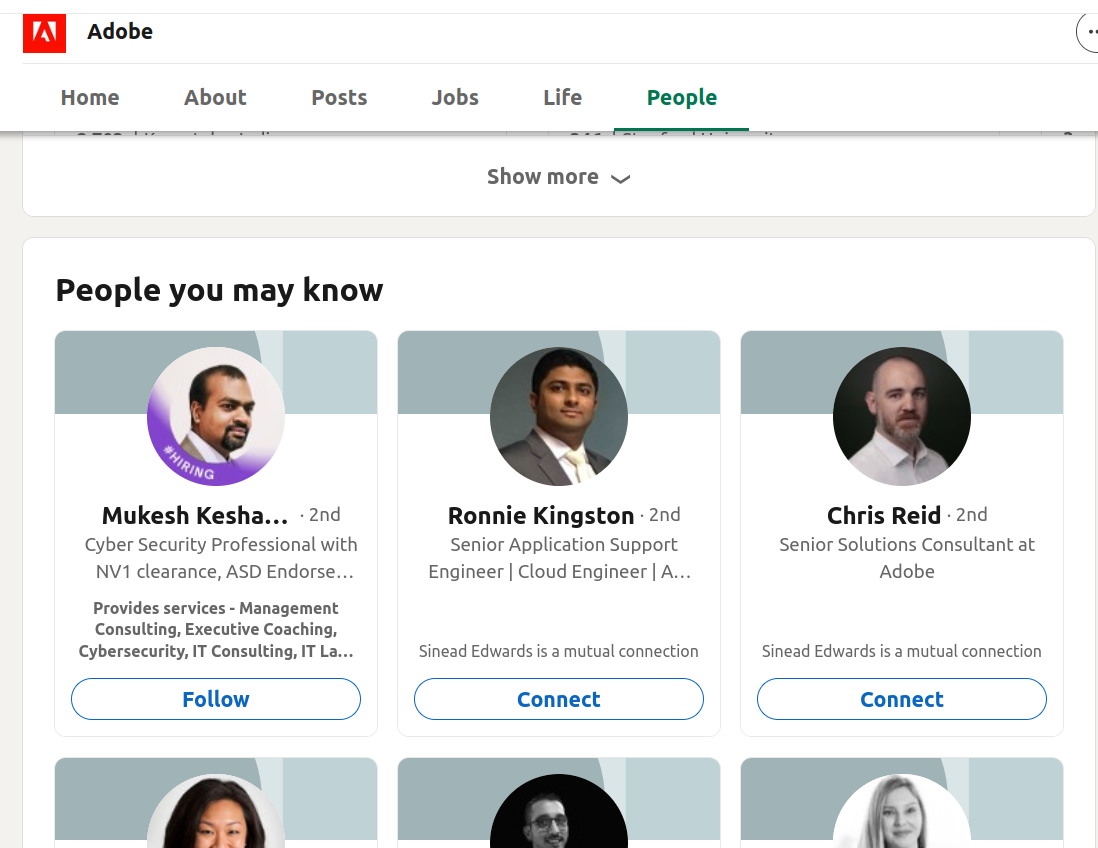 Adobe
Home About Posts Jobs Life People
Show more
People you may know
#HIRING
Mukesh Kesha... · 2nd
Cyber Security Professional with
NV1 clearance, ASD Endorse...
Provides services - Management
Consulting, Executive Coaching,
Cybersecurity, IT Consulting, IT La...
Follow
Ronnie Kingston · 2nd
Senior Application Support
Engineer | Cloud Engineer | A...
Sinead Edwards is a mutual connection
Connect
Chris Reid · 2nd
Senior Solutions Consultant at
Adobe
Sinead Edwards is a mutual connection
Connect